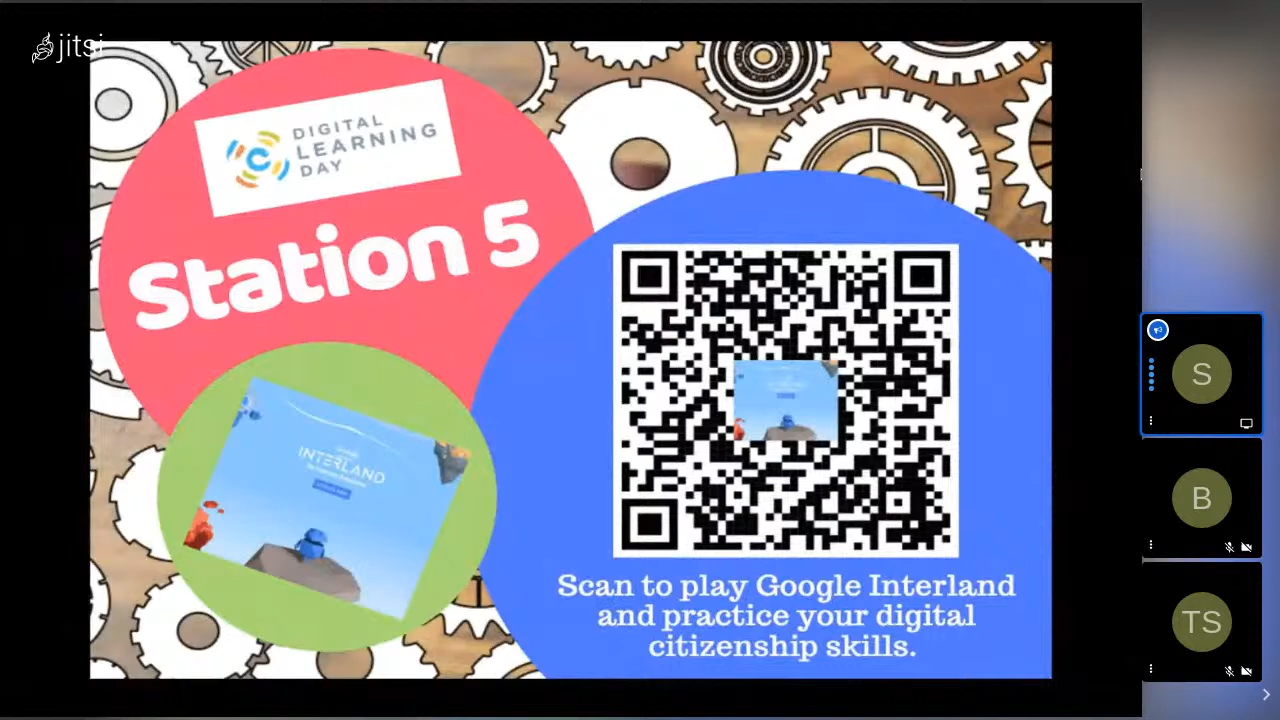 jitsi
DIGITAL
LEARNING
DAY
Station 5
INTERLAND
Scan to play Google Interland
and practice your digital
citizenship skills.
S
B
TS